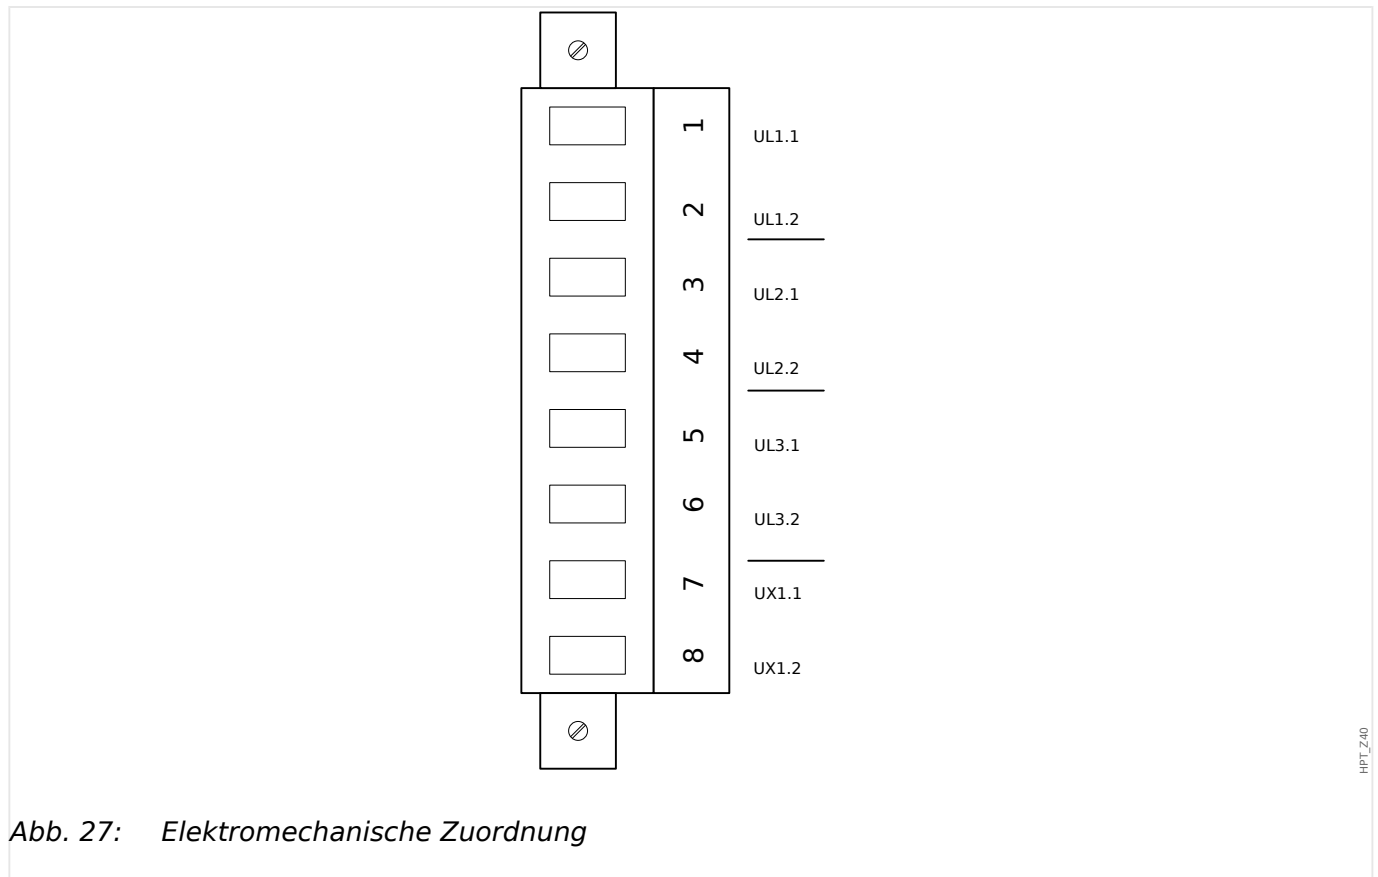 1 UL1.1
2 UL1.2
3 UL2.1
4 UL2.2
5 UL3.1
6 UL3.2
7 UX1.1
8 UX1.2
HPT_Z40
Abb. 27: Elektromechanische Zuordnung